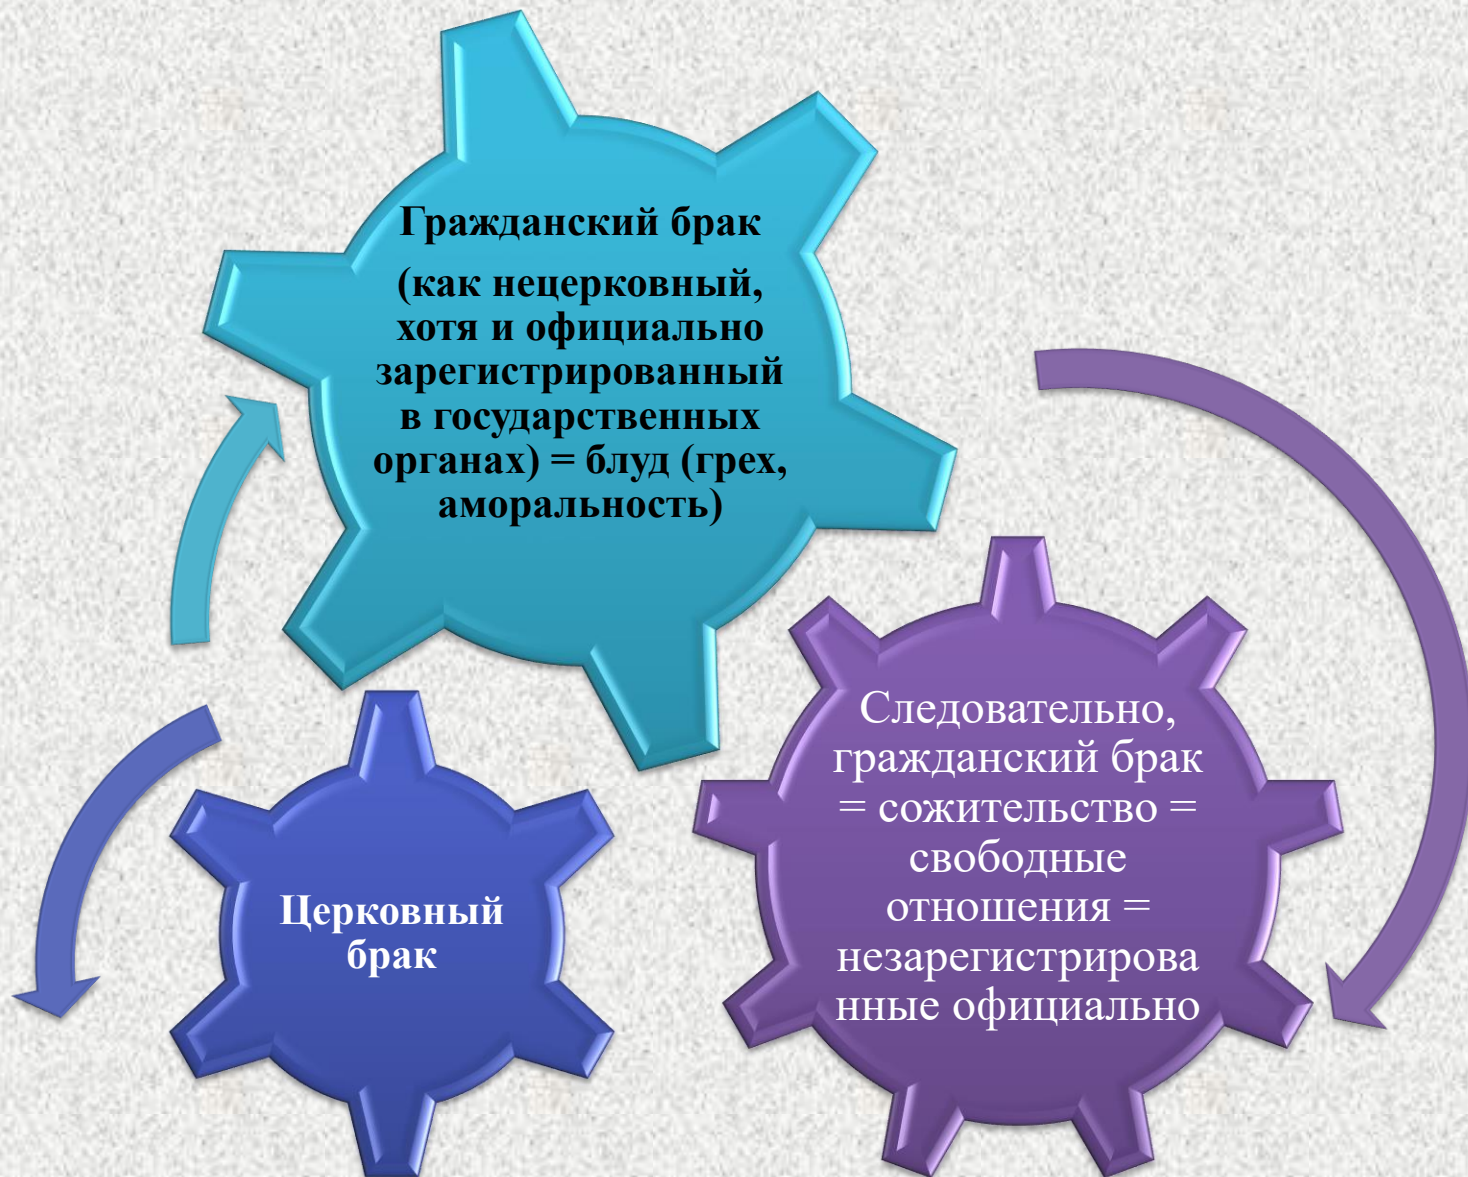 Гражданский брак
(как нецерковный,
хотя и официально
зарегистрированный
в государственных
органах) = блуд (грех,
аморальность)
Церковный
брак
Следовательно,
гражданский брак
= сожительство =
свободные
отношения =
незарегистрирова
нные официально